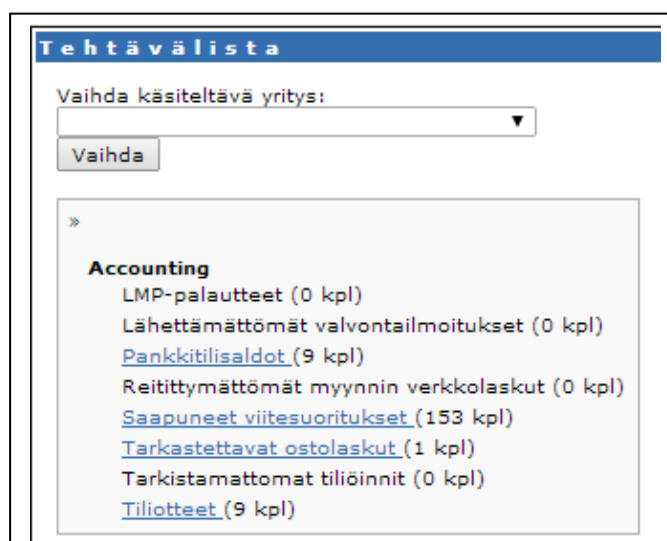 Tehtävälista
Vaihda käsiteltävä yritys:
Vaihda
»
Accounting
LMP-palautteet (0 kpl)
Lähettämättömät valvontailmoitukset (0 kpl)
Pankkitilisaldot (9 kpl)
Reitittymättömät myynnin verkkolaskut (0 kpl)
Saapuneet viitesuoritukset (153 kpl)
Tarkastettavat ostolaskut (1 kpl)
Tarkistamattomat tiliöinnit (0 kpl)
Tiliotteet (9 kpl)